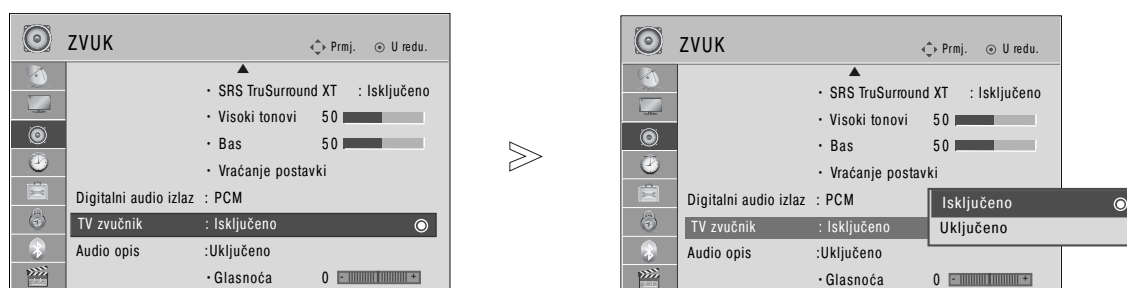 ZVUK
Prmj. U redu.
• SRS TruSurround XT : Isključeno
• Visoki tonovi 50
• Bas 50
• Vraćanje postavki
Digitalni audio izlaz : PCM
TV zvučnik : Isključeno
Audio opis :Uključeno
•Glasnoća 0 - +
>
ZVUK
Prmj. U redu.
• SRS TruSurround XT : Isključeno
• Visoki tonovi 50
• Bas 50
• Vraćanje postavki
Digitalni audio izlaz : PCM
TV zvučnik : Isključeno
Isključeno
Uključeno
Audio opis :Uključeno
•Glasnoća 0 - +